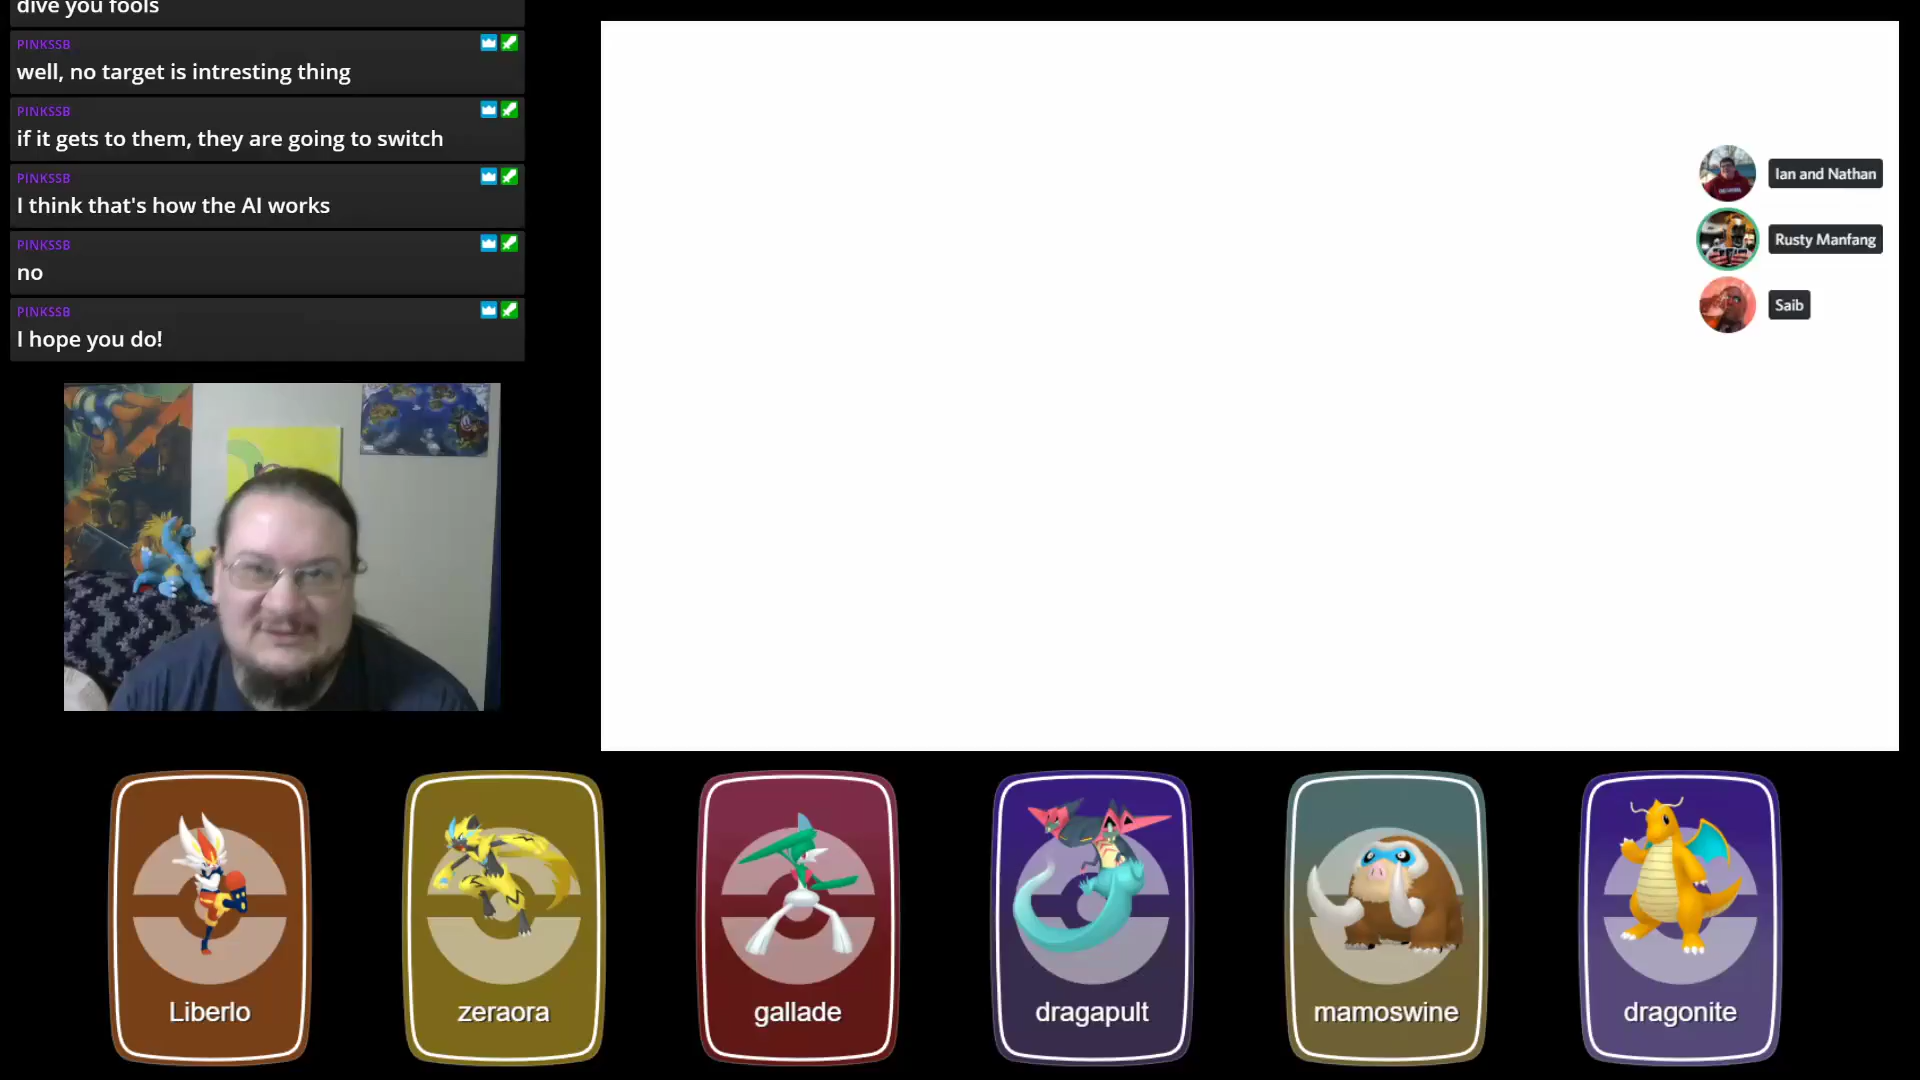 dive you fools
PINKSSB
well, no target is intresting thing
PINKSSB
if it gets to them, they are going to switch
PINKSSB
I think that's how the AI works
PINKSSB
no
PINKSSB
I hope you do!
Ian and Nathan
Rusty Manfang
Saib
Liberlo
zeraora
gallade
dragapult
mamoswine
dragonite